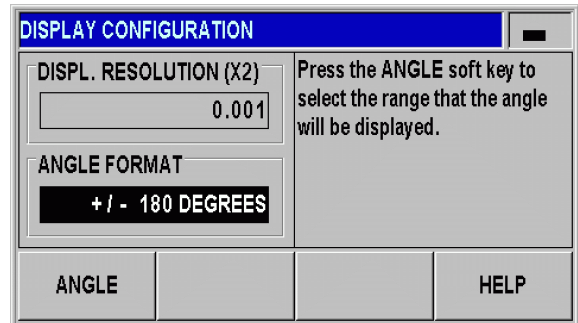 DISPLAY CONFIGURATION
DISPL. RESOLUTION (X2)
0.001
ANGLE FORMAT
+/- 180 DEGREES
Press the ANGLE soft key to
select the range that the angle
will be displayed.
ANGLE
HELP